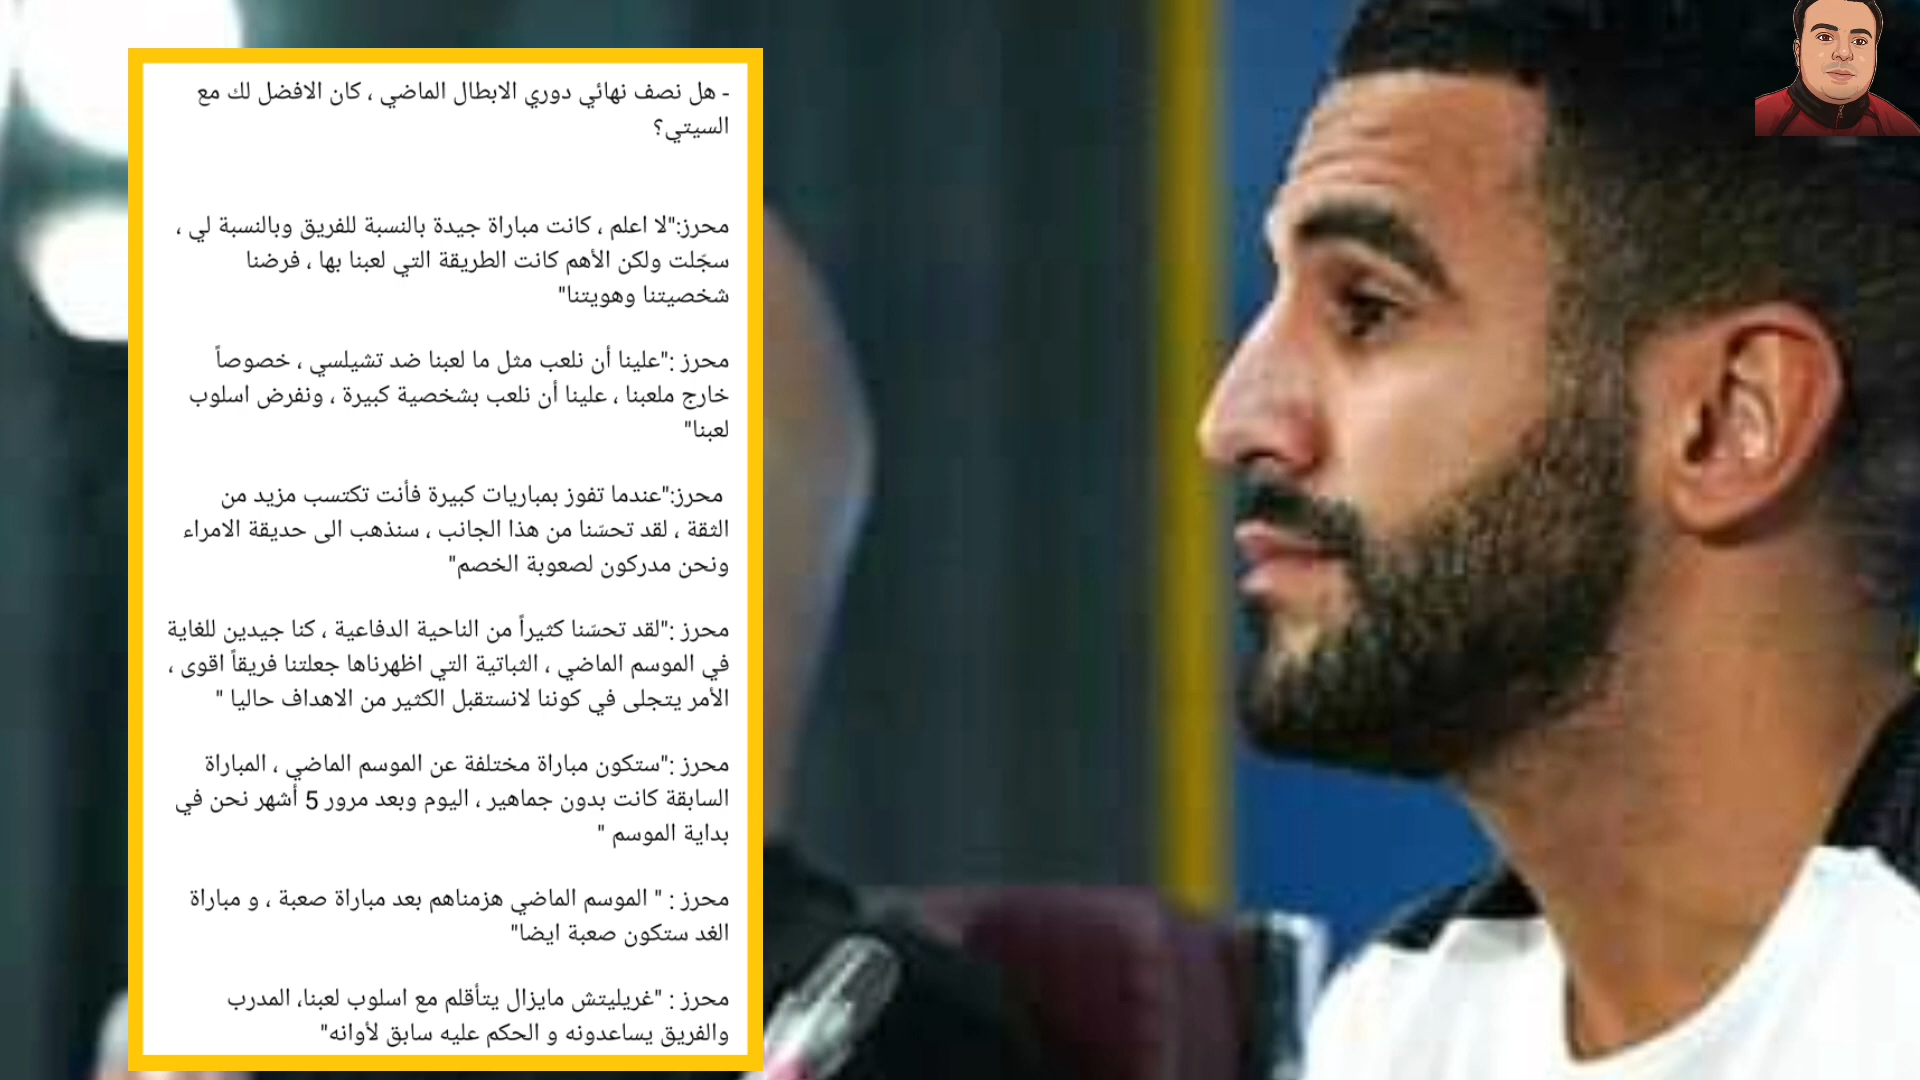 - هل نصف نهائي دوري الابطال الماضي ، كان الافضل لك مع
السيتي؟
محرز:"لا اعلم ، كانت مباراة جيدة بالنسبة للفريق وبالنسبة لي ،
سجَلت ولكن الأهم كانت الطريقة التي لعبنا بها ، فرضنا
شخصيتنا وهويتنا"
محرز :"علينا أن نلعب مثل ما لعبنا ضد تشيلسي ، خصوصاً
خارج ملعبنا ، علينا أن نلعب بشخصية كبيرة ، ونفرض اسلوب
لعبنا"
محرز:"عندما تفوز بمباريات كبيرة فأنت تكتسب مزيد من
الثقة ، لقد تحسّنا من هذا الجانب ، سنذهب الى حديقة الامراء
ونحن مدركون لصعوبة الخصم"
محرز :"لقد تحسّنا كثيراً من الناحية الدفاعية ، كنا جيدين للغاية
في الموسم الماضي ، الثباتية التي اظهرناها جعلتنا فريقاً اقوى ،
الأمر يتجلى في كوننا لانستقبل الكثير من الاهداف حاليا "
محرز :"ستكون مباراة مختلفة عن الموسم الماضي ، المباراة
السابقة كانت بدون جماهير ، اليوم وبعد مرور 5 أشهر نحن في
بداية الموسم "
محرز : " الموسم الماضي هزمناهم بعد مباراة صعبة ، و مباراة
الغد ستكون صعبة ايضا"
محرز : "غريليتش مايزال يتأقلم مع اسلوب لعبنا، المدرب
والفريق يساعدونه و الحكم عليه سابق لأوانه"